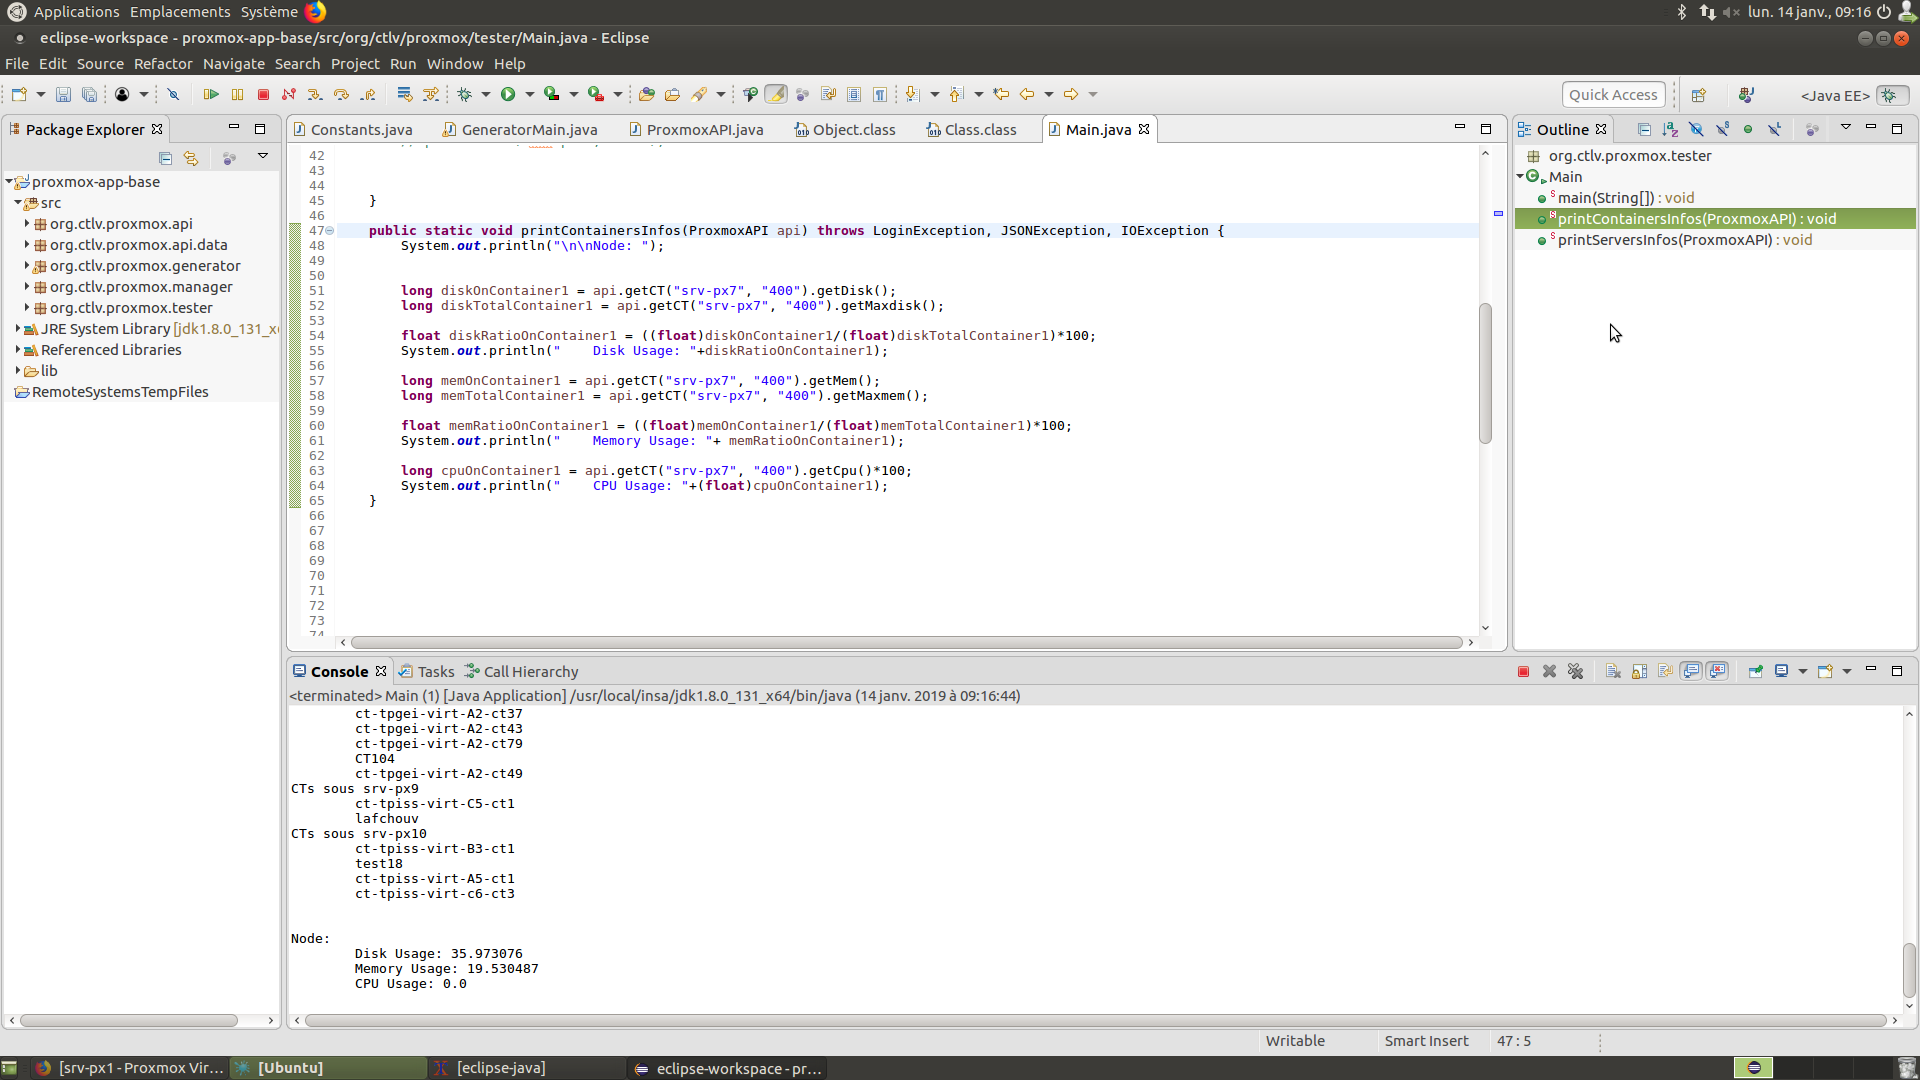 Applications Emplacements Système lun. 14 janv., 09:16
eclipse-workspace - proxmox-app-base/src/org/ctlv/proxmox/tester/Main.java - Eclipse
File Edit Source Refactor Navigate Search Project Run Window Help
Quick Access <Java EE>
Package Explorer
proxmox-app-base
src
org.ctlv.proxmox.api
org.ctlv.proxmox.api.data
org.ctlv.proxmox.generator
org.ctlv.proxmox.manager
org.ctlv.proxmox.tester
JRE System Library [jdk1.8.0_131_x
Referenced Libraries
lib
RemoteSystemsTempFiles
Constants.java GeneratorMain.java ProxmoxAPI.java Object.class Class.class Main.java
42
43
44
45 }
46
47 public static void printContainersInfos(ProxmoxAPI api) throws LoginException, JSONException, IOException {
48 System.out.println("\n\nNode: ");
49
50
51 long diskOnContainer1 = api.getCT("srv-px7", "400").getDisk();
52 long diskTotalContainer1 = api.getCT("srv-px7", "400").getMaxdisk();
53
54 float diskRatioOnContainer1 = ((float)diskOnContainer1/(float)diskTotalContainer1)*100;
55 System.out.println("    Disk Usage: "+diskRatioOnContainer1);
56
57 long memOnContainer1 = api.getCT("srv-px7", "400").getMem();
58 long memTotalContainer1 = api.getCT("srv-px7", "400").getMaxmem();
59
60 float memRatioOnContainer1 = ((float)memOnContainer1/(float)memTotalContainer1)*100;
61 System.out.println("    Memory Usage: "+ memRatioOnContainer1);
62
63 long cpuOnContainer1 = api.getCT("srv-px7", "400").getCpu()*100;
64 System.out.println("    CPU Usage: "+(float)cpuOnContainer1);
65 }
66
67
68
69
70
71
72
73
74
Outline
org.ctlv.proxmox.tester
Main
main(String[]) : void
printContainersInfos(ProxmoxAPI) : void
printServersInfos(ProxmoxAPI) : void
Console Tasks Call Hierarchy
<terminated> Main (1) [Java Application] /usr/local/insa/jdk1.8.0_131_x64/bin/java (14 janv. 2019 à 09:16:44)
ct-tpgei-virt-A2-ct37
ct-tpgei-virt-A2-ct43
ct-tpgei-virt-A2-ct79
CT104
ct-tpgei-virt-A2-ct49
CTs sous srv-px9
ct-tpiss-virt-C5-ct1
lafchouv
CTs sous srv-px10
ct-tpiss-virt-B3-ct1
test18
ct-tpiss-virt-A5-ct1
ct-tpiss-virt-c6-ct3
Node:
Disk Usage: 35.973076
Memory Usage: 19.530487
CPU Usage: 0.0
Writable Smart Insert 47 : 5
[srv-px1 - Proxmox Vir... [Ubuntu] [eclipse-java] eclipse-workspace - pr...